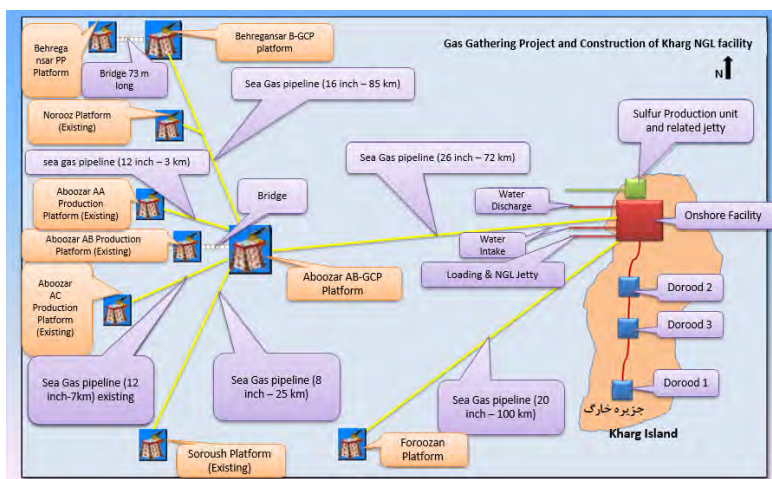 Gas Gathering Project and Construction of Kharg NGL facility
N
Behrega
nsar PP
Platform
Bridge 73 m
long
Behregansar B-GCP
platform
Sea Gas pipeline (16 inch – 85 km)
Norooz Platform
(Existing)
sea gas pipeline (12 inch – 3 km)
Sea Gas pipeline (26 inch – 72 km)
Sulfur Production unit
and related jetty
Aboozar AA
Production
Platform (Existing)
Bridge
Water
Discharge
Onshore Facility
Aboozar AB Production
Platform (Existing)
Water
Intake
Aboozar AB-GCP
Platform
Loading & NGL Jetty
Aboozar
AC
Production
Platform
(Existing)
Dorood 2
Dorood 3
Sea Gas pipeline (12
inch-7km) existing
Sea Gas pipeline (8
inch – 25 km)
Sea Gas pipeline (20
inch – 100 km)
Dorood 1
جزیره خارگ
Kharg Island
Soroush Platform
(Existing)
Foroozan
Platform